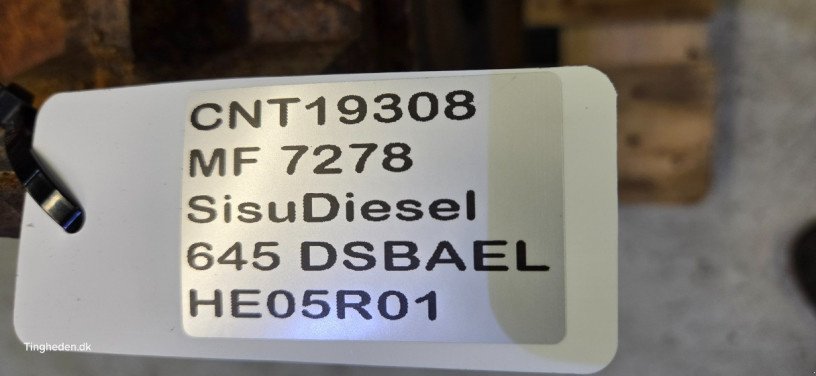 CNT19308
MF 7278
SisuDiesel
645 DSBAEL
HE05R01
Tingheden.dk